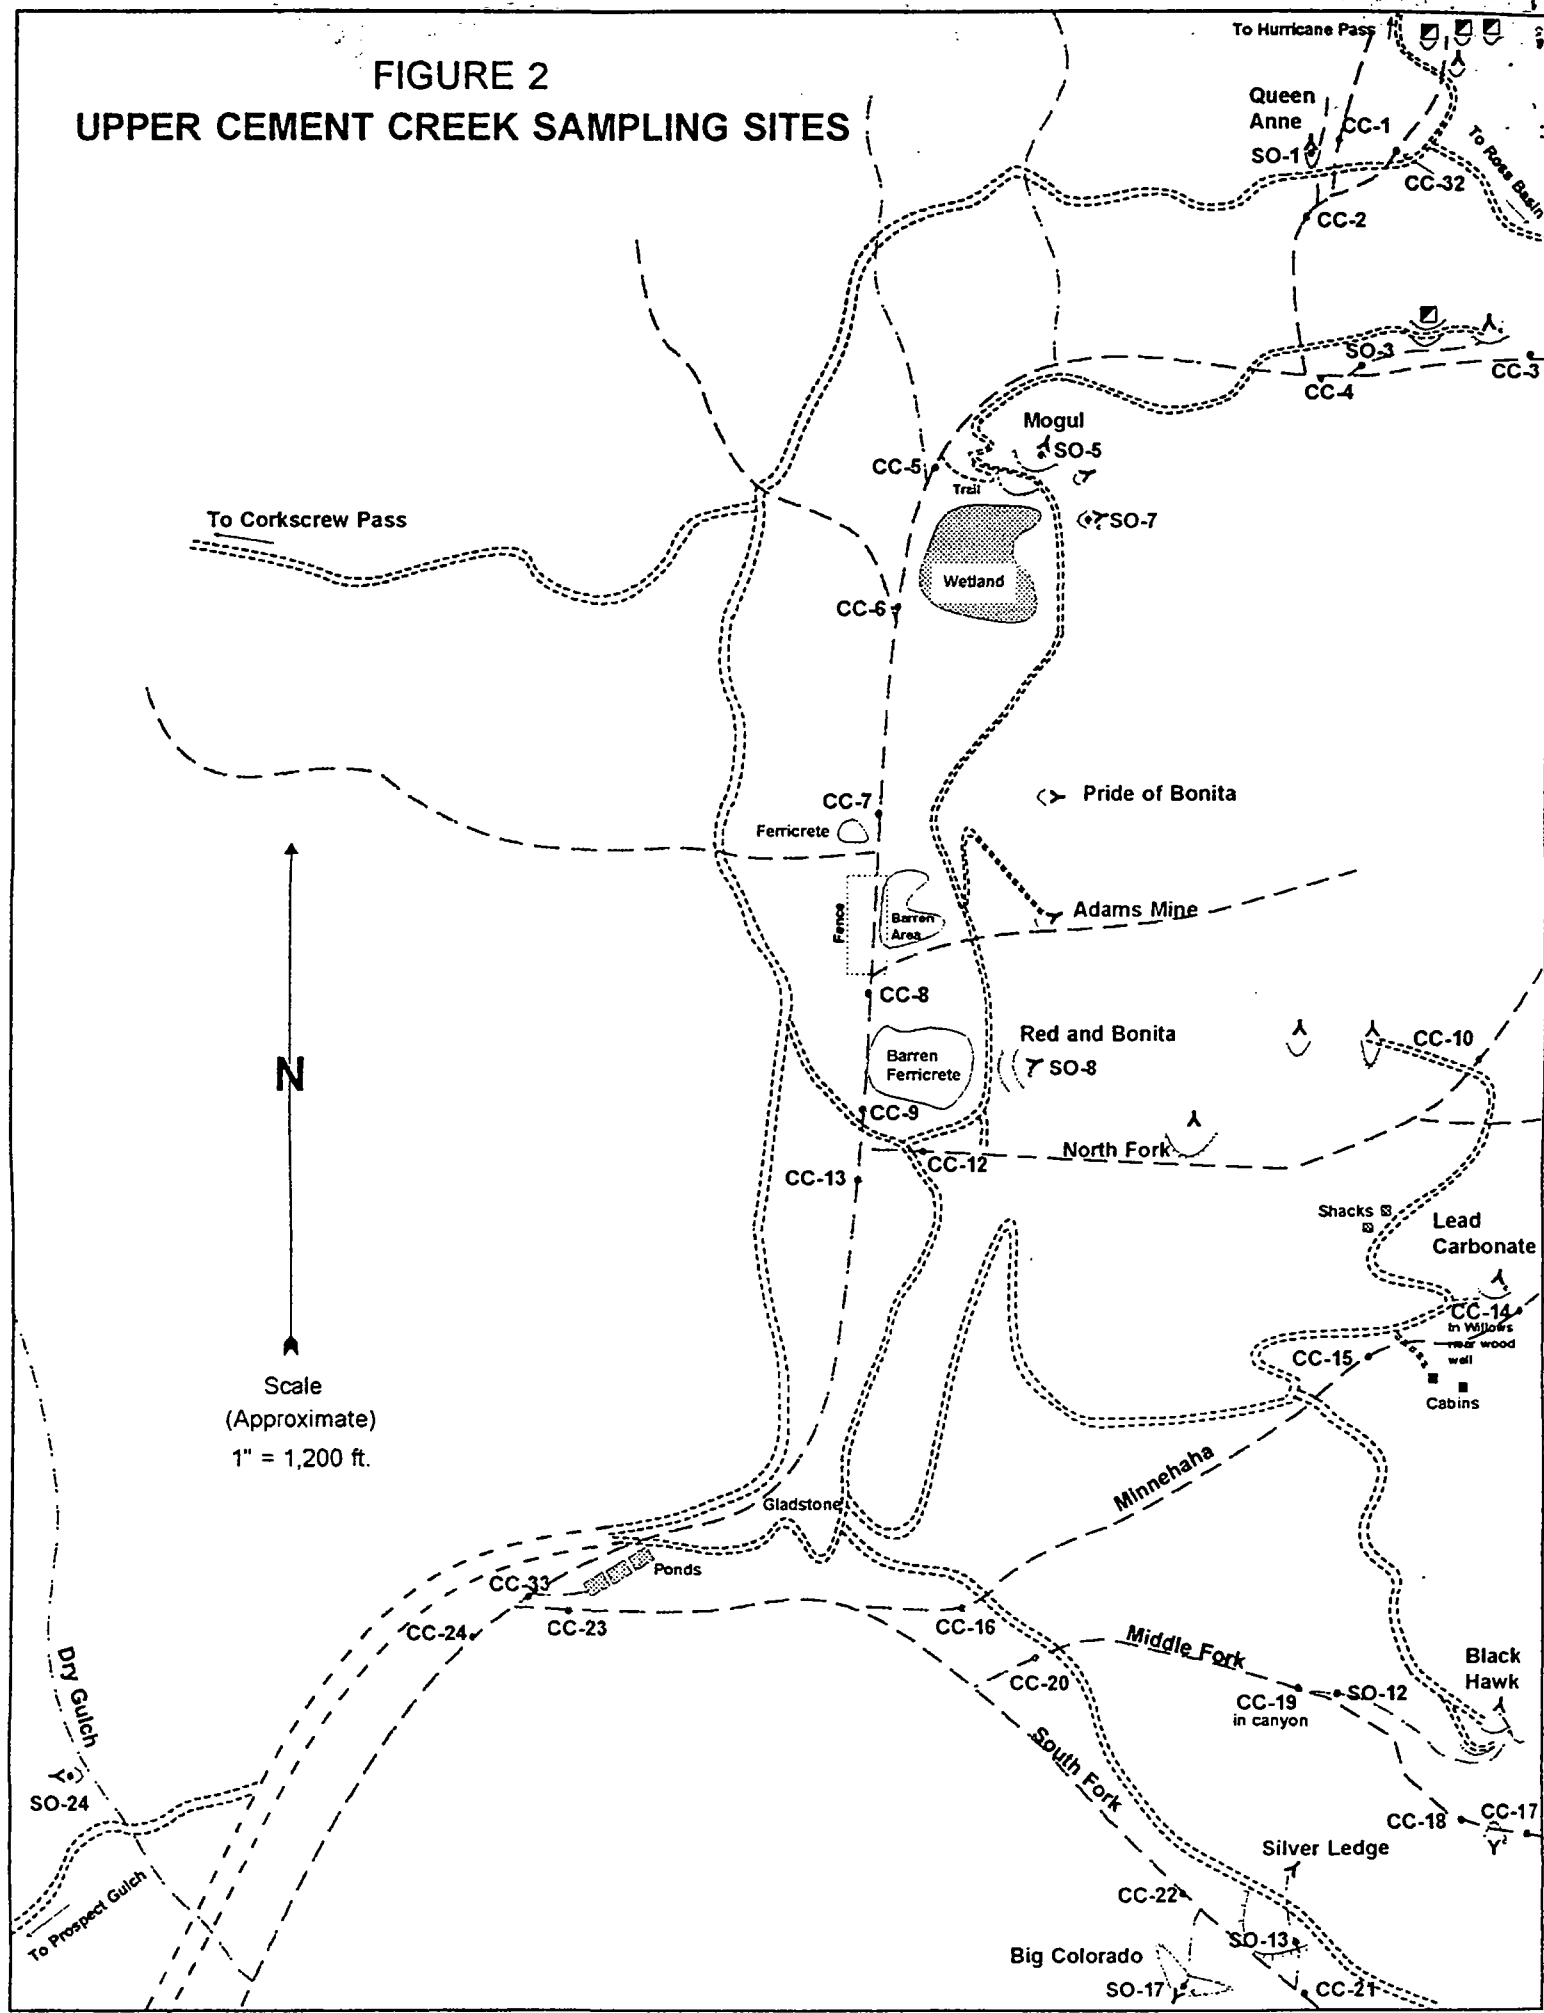 FIGURE 2
UPPER CEMENT CREEK SAMPLING SITES
To Hurricane Pass
Queen
Anne
CC-1
SO-1
To Ross Basin
CC-32
CC-2
SO-3
CC-3
CC-4
Mogul
SO-5
CC-5
Trail
SO-7
To Corkscrew Pass
Wetland
CC-6
Pride of Bonita
CC-7
Ferricrete
Adams Mine
Fence
Barren
Area
CC-8
Red and Bonita
SO-8
Barren
Ferricrete
CC-10
N
CC-9
North Fork
CC-12
CC-13
Shacks
Lead
Carbonate
CC-14
In Willows
near wood
well
CC-15
Cabins
Scale
(Approximate)
1" = 1,200 ft.
Minnehaha
Gladstone
Ponds
CC-33
CC-23
CC-24
CC-16
Middle Fork
CC-20
Black
Hawk
CC-19
in canyon
SO-12
Dry Gulch
South Fork
SO-24
CC-18
CC-17
Silver Ledge
To Prospect Gulch
CC-22
SO-13
Big Colorado
SO-17
CC-21